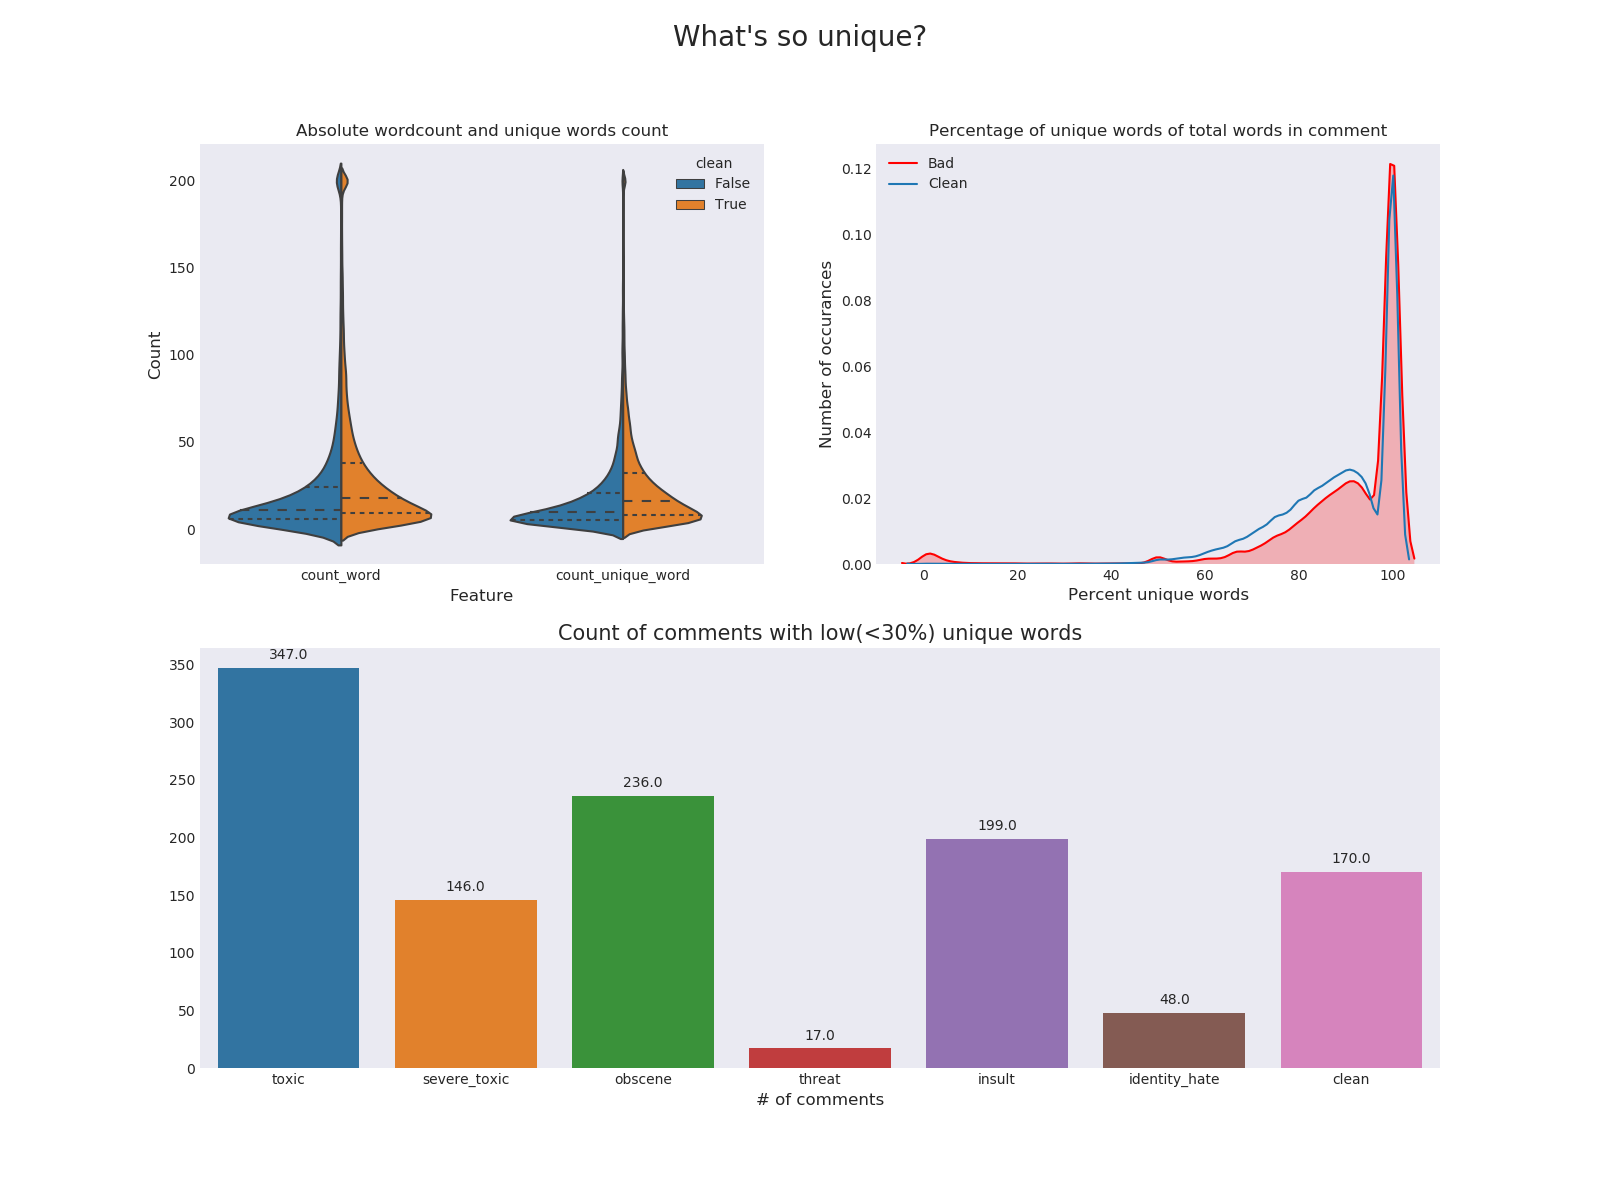 What's so unique?
Absolute wordcount and unique words count
Count
200
150
100
50
0
clean
False
True
count_word
count_unique_word
Feature
Percentage of unique words of total words in comment
Number of occurances
0.12
0.10
0.08
0.06
0.04
0.02
0.00
Bad
Clean
0 20 40 60 80 100
Percent unique words
Count of comments with low(<30%) unique words
350
300
250
200
150
100
50
0
347.0
146.0
236.0
17.0
199.0
48.0
170.0
toxic severe_toxic obscene threat insult identity_hate clean
# of comments